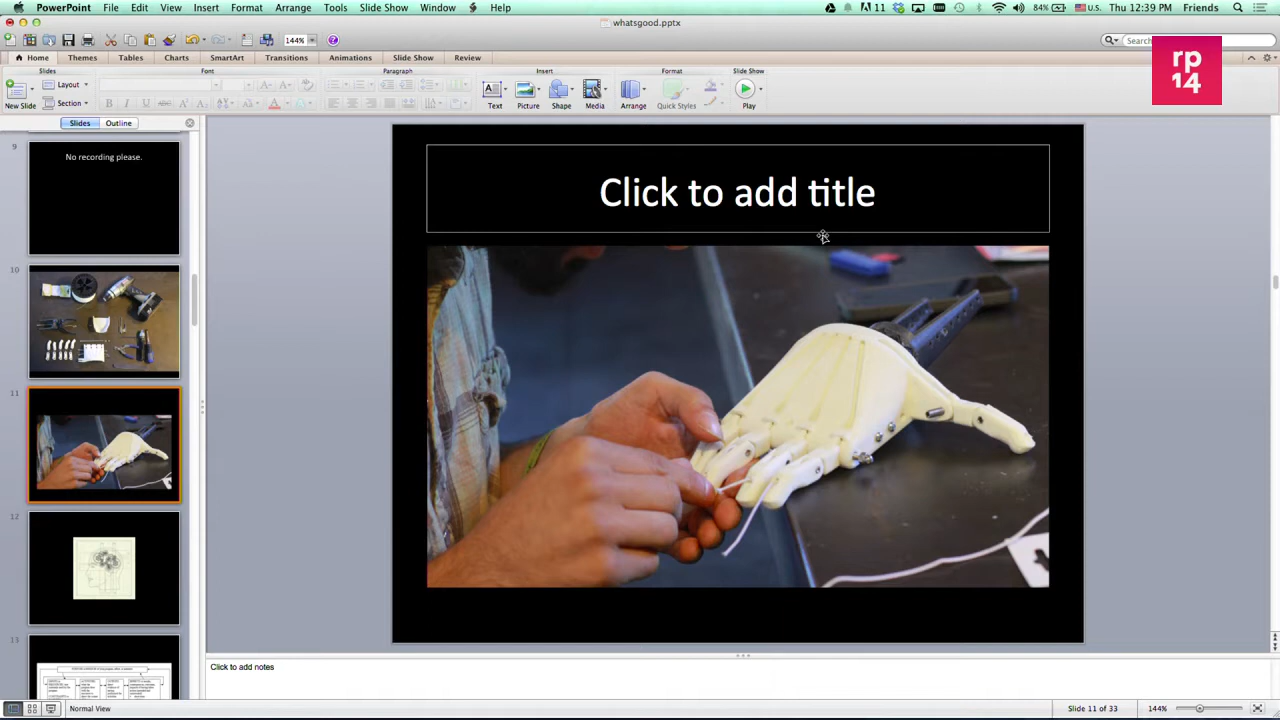 PowerPoint File Edit View Insert Format Arrange Tools Slide Show Window Help 11 U.S. 84% Thu 12:39 PM Friends
whatsgood.pptx
144% Search
Home Themes Tables Charts SmartArt Transitions Animations Slide Show Review
Slides Font Paragraph Insert Format Slide Show
New Slide Layout Section B I U Text Picture Shape Media Arrange Quick Styles Play
rp
14
Slides Outline
9
No recording please.
10
11
12
13
Click to add title
Click to add notes
Normal View Slide 11 of 33 144%